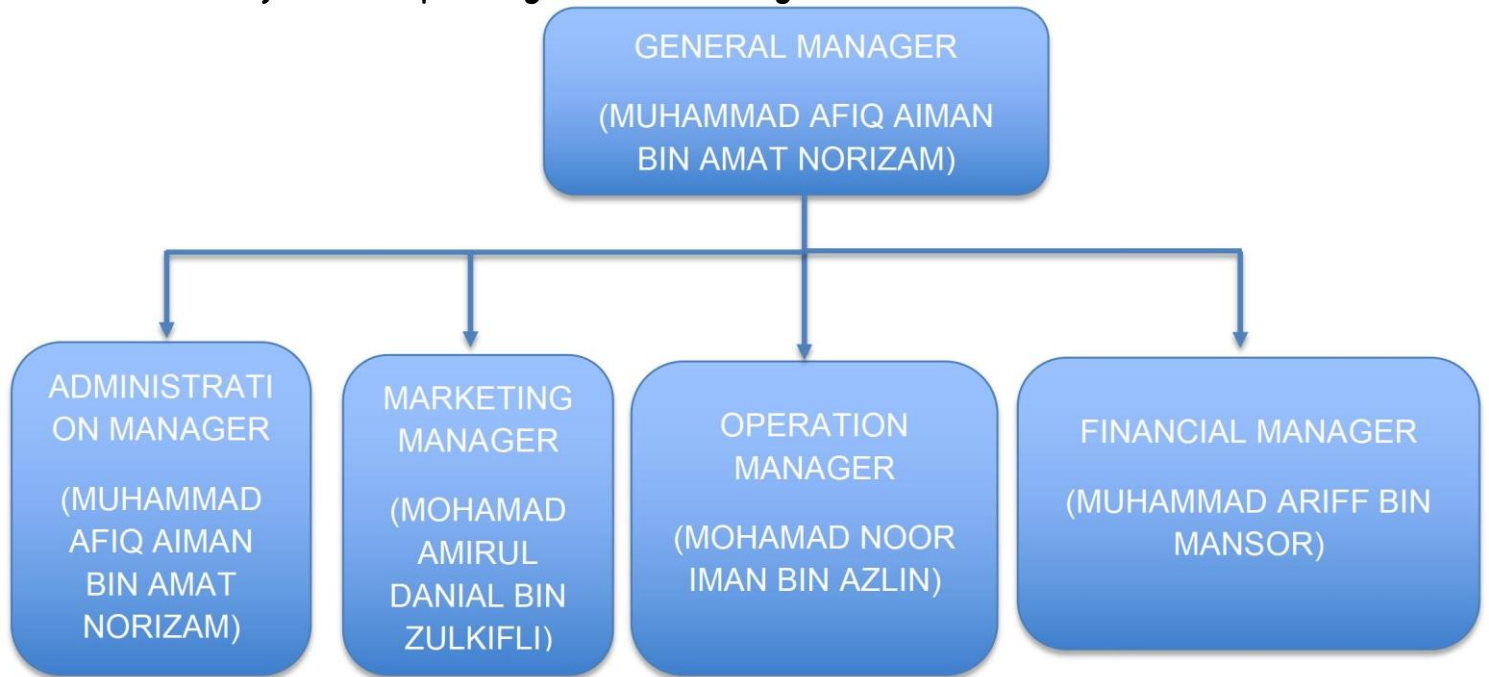 GENERAL MANAGER
(MUHAMMAD AFIQ AIMAN
BIN AMAT NORIZAM)
ADMINISTRATI
ON MANAGER
(MUHAMMAD
AFIQ AIMAN
BIN AMAT
NORIZAM)
MARKETING
MANAGER
(MOHAMAD
AMIRUL
DANIAL BIN
ZULKIFLI)
OPERATION
MANAGER
(MOHAMAD NOOR
IMAN BIN AZLIN)
FINANCIAL MANAGER
(MUHAMMAD ARIFF BIN
MANSOR)